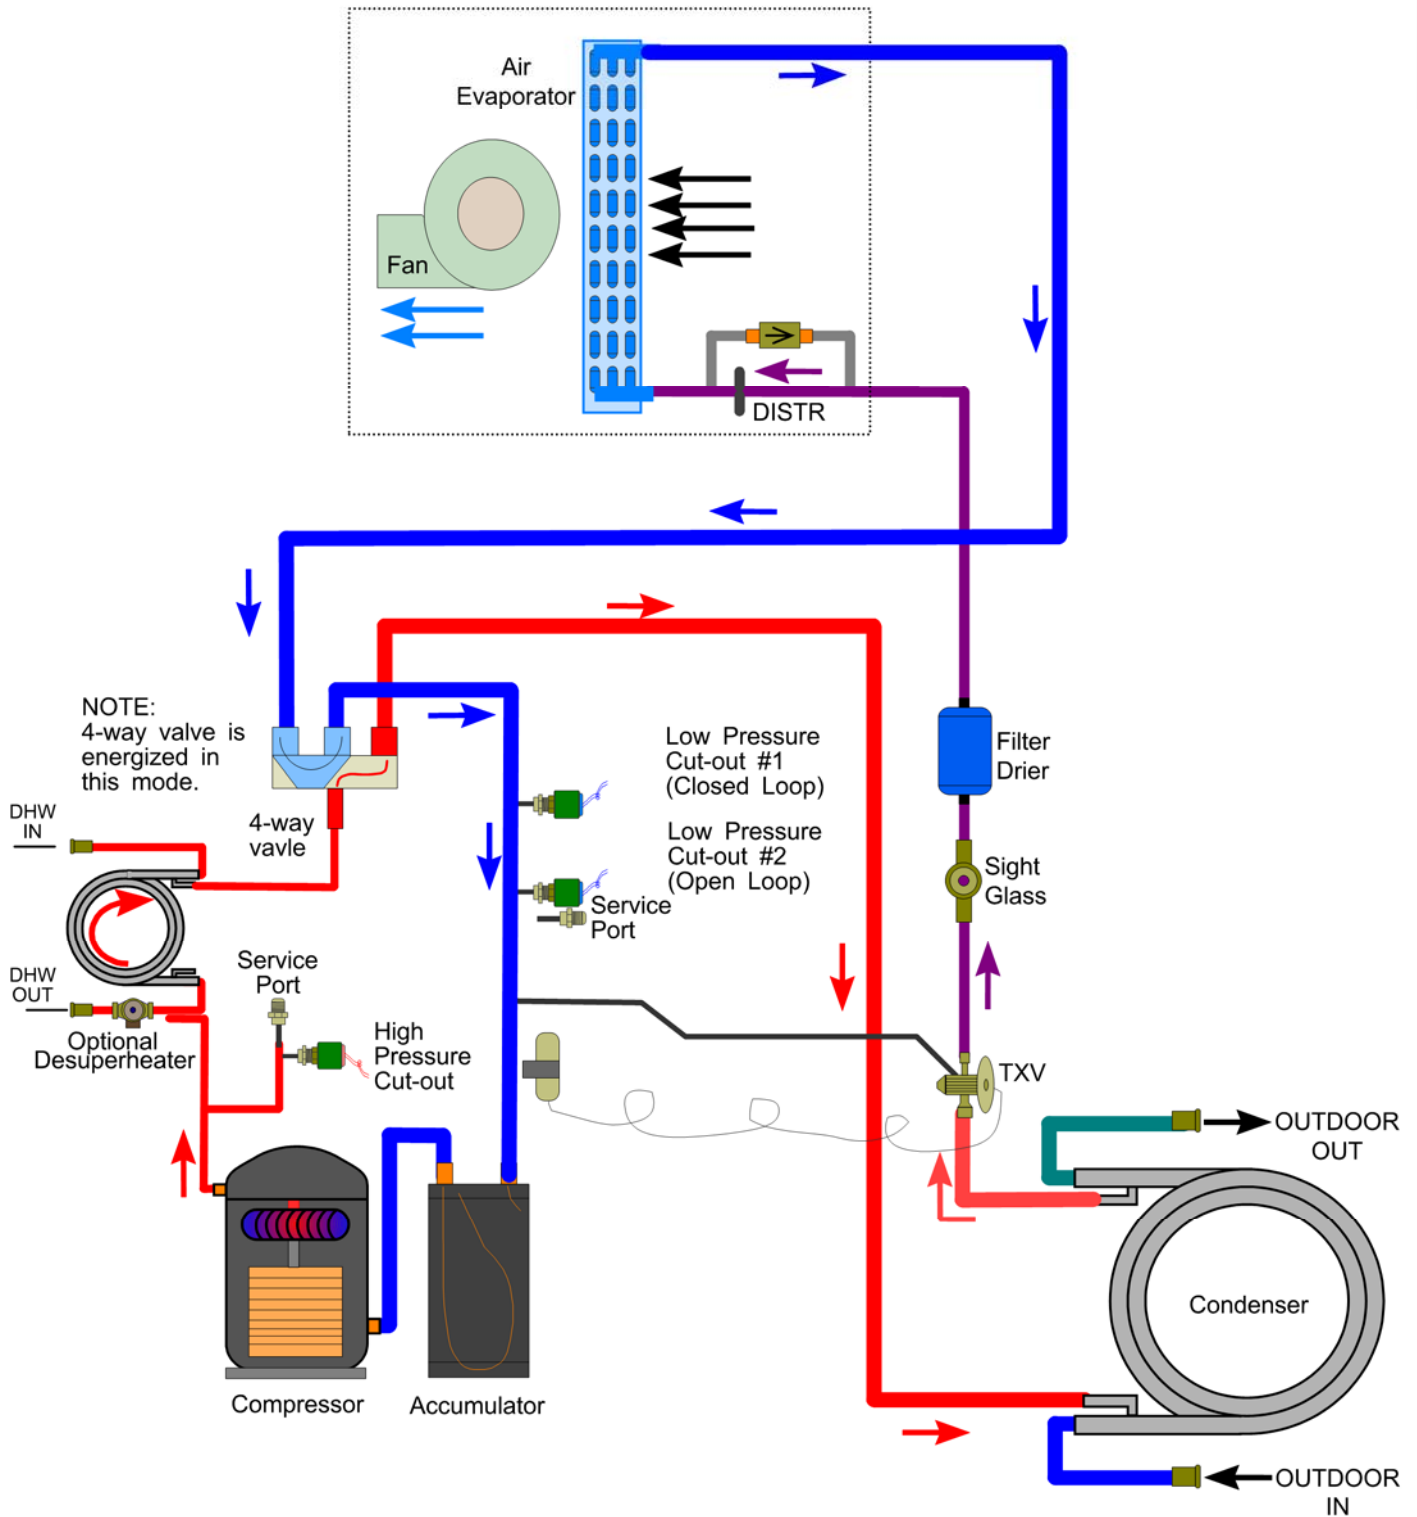 Air
Evaporator
Fan
DISTR
NOTE:
4-way valve is
energized in
this mode.
4-way
vavle
DHW
IN
DHW
OUT
Optional
Desuperheater
Service
Port
High
Pressure
Cut-out
Low Pressure
Cut-out #1
(Closed Loop)
Low Pressure
Cut-out #2
(Open Loop)
Service
Port
Filter
Drier
Sight
Glass
TXV
OUTDOOR
OUT
Condenser
OUTDOOR
IN
Compressor
Accumulator